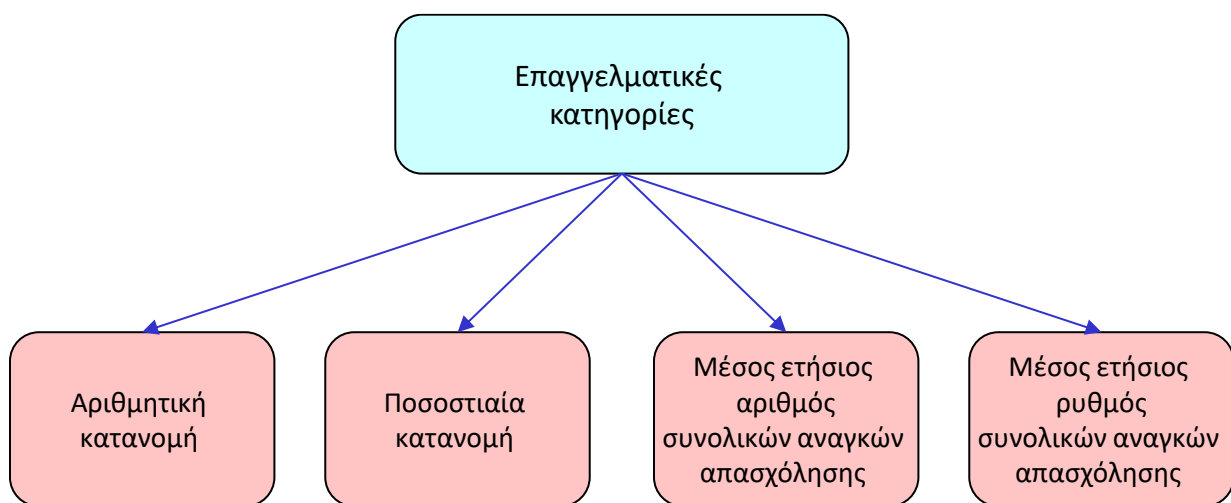 Επαγγελματικές
κατηγορίες
Αριθμητική
κατανομή
Ποσοστιαία
κατανομή
Μέσος ετήσιος
αριθμός
συνολικών αναγκών
απασχόλησης
Μέσος ετήσιος
ρυθμός
συνολικών αναγκών
απασχόλησης